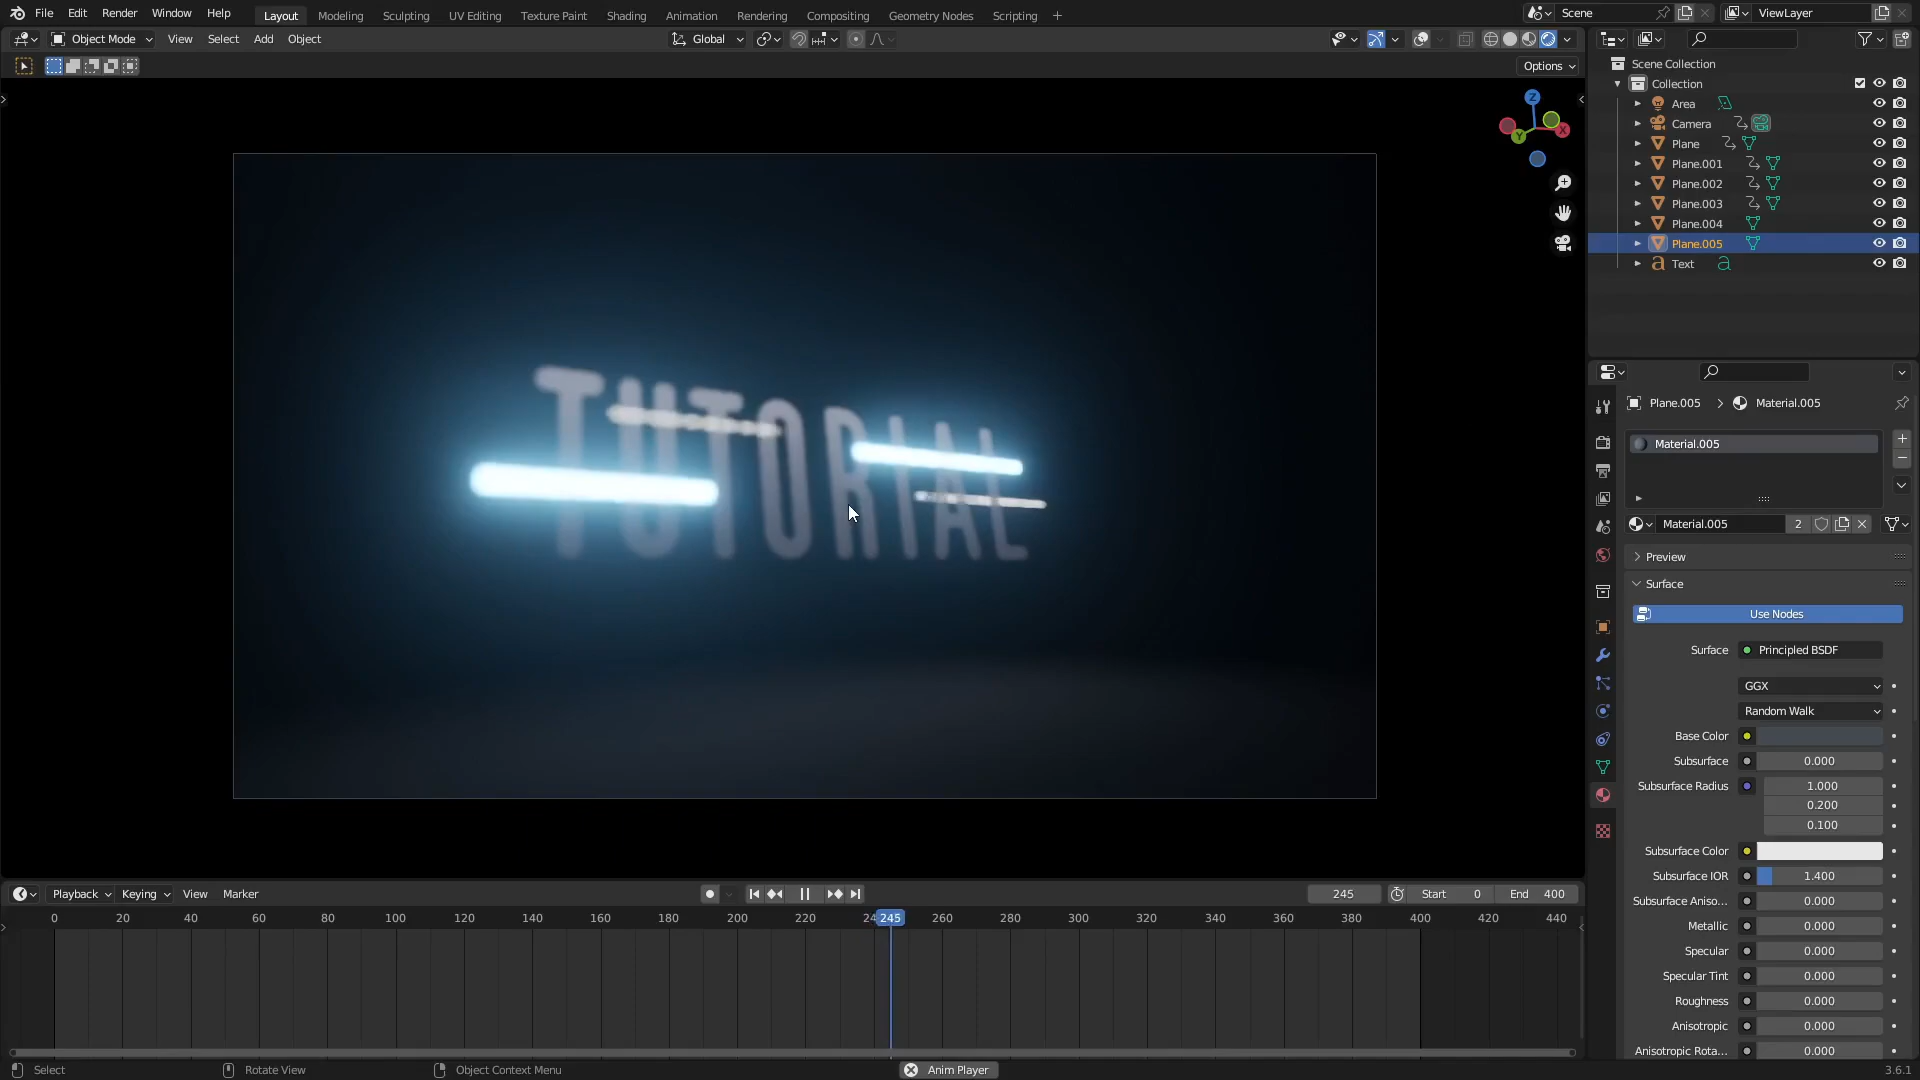 File Edit Render Window Help Layout Modeling Sculpting UV Editing Texture Paint Shading Animation Rendering Compositing Geometry Nodes Scripting + Scene ViewLayer
Object Mode View Select Add Object Global
Options
Scene Collection
Collection
Area
Camera
Plane
Plane.001
Plane.002
Plane.003
Plane.004
Plane.005
Text
Z
X
Y
TUTORIAL
Plane.005 > Material.005
Material.005
Material.005 2
Preview
Surface
Use Nodes
Surface Principled BSDF
GGX
Random Walk
Base Color
Subsurface 0.000
Subsurface Radius 1.000
0.200
0.100
Subsurface Color
Subsurface IOR 1.400
Subsurface Aniso... 0.000
Metallic 0.000
Specular 0.000
Specular Tint 0.000
Roughness 0.000
Anisotropic 0.000
Anisotropic Rota... 0.000
Playback Keying View Marker 245 Start 0 End 400
0 20 40 60 80 100 120 140 160 180 200 220 24 245 260 280 300 320 340 360 380 400 420 440
Select Rotate View Object Context Menu Anim Player 3.6.1